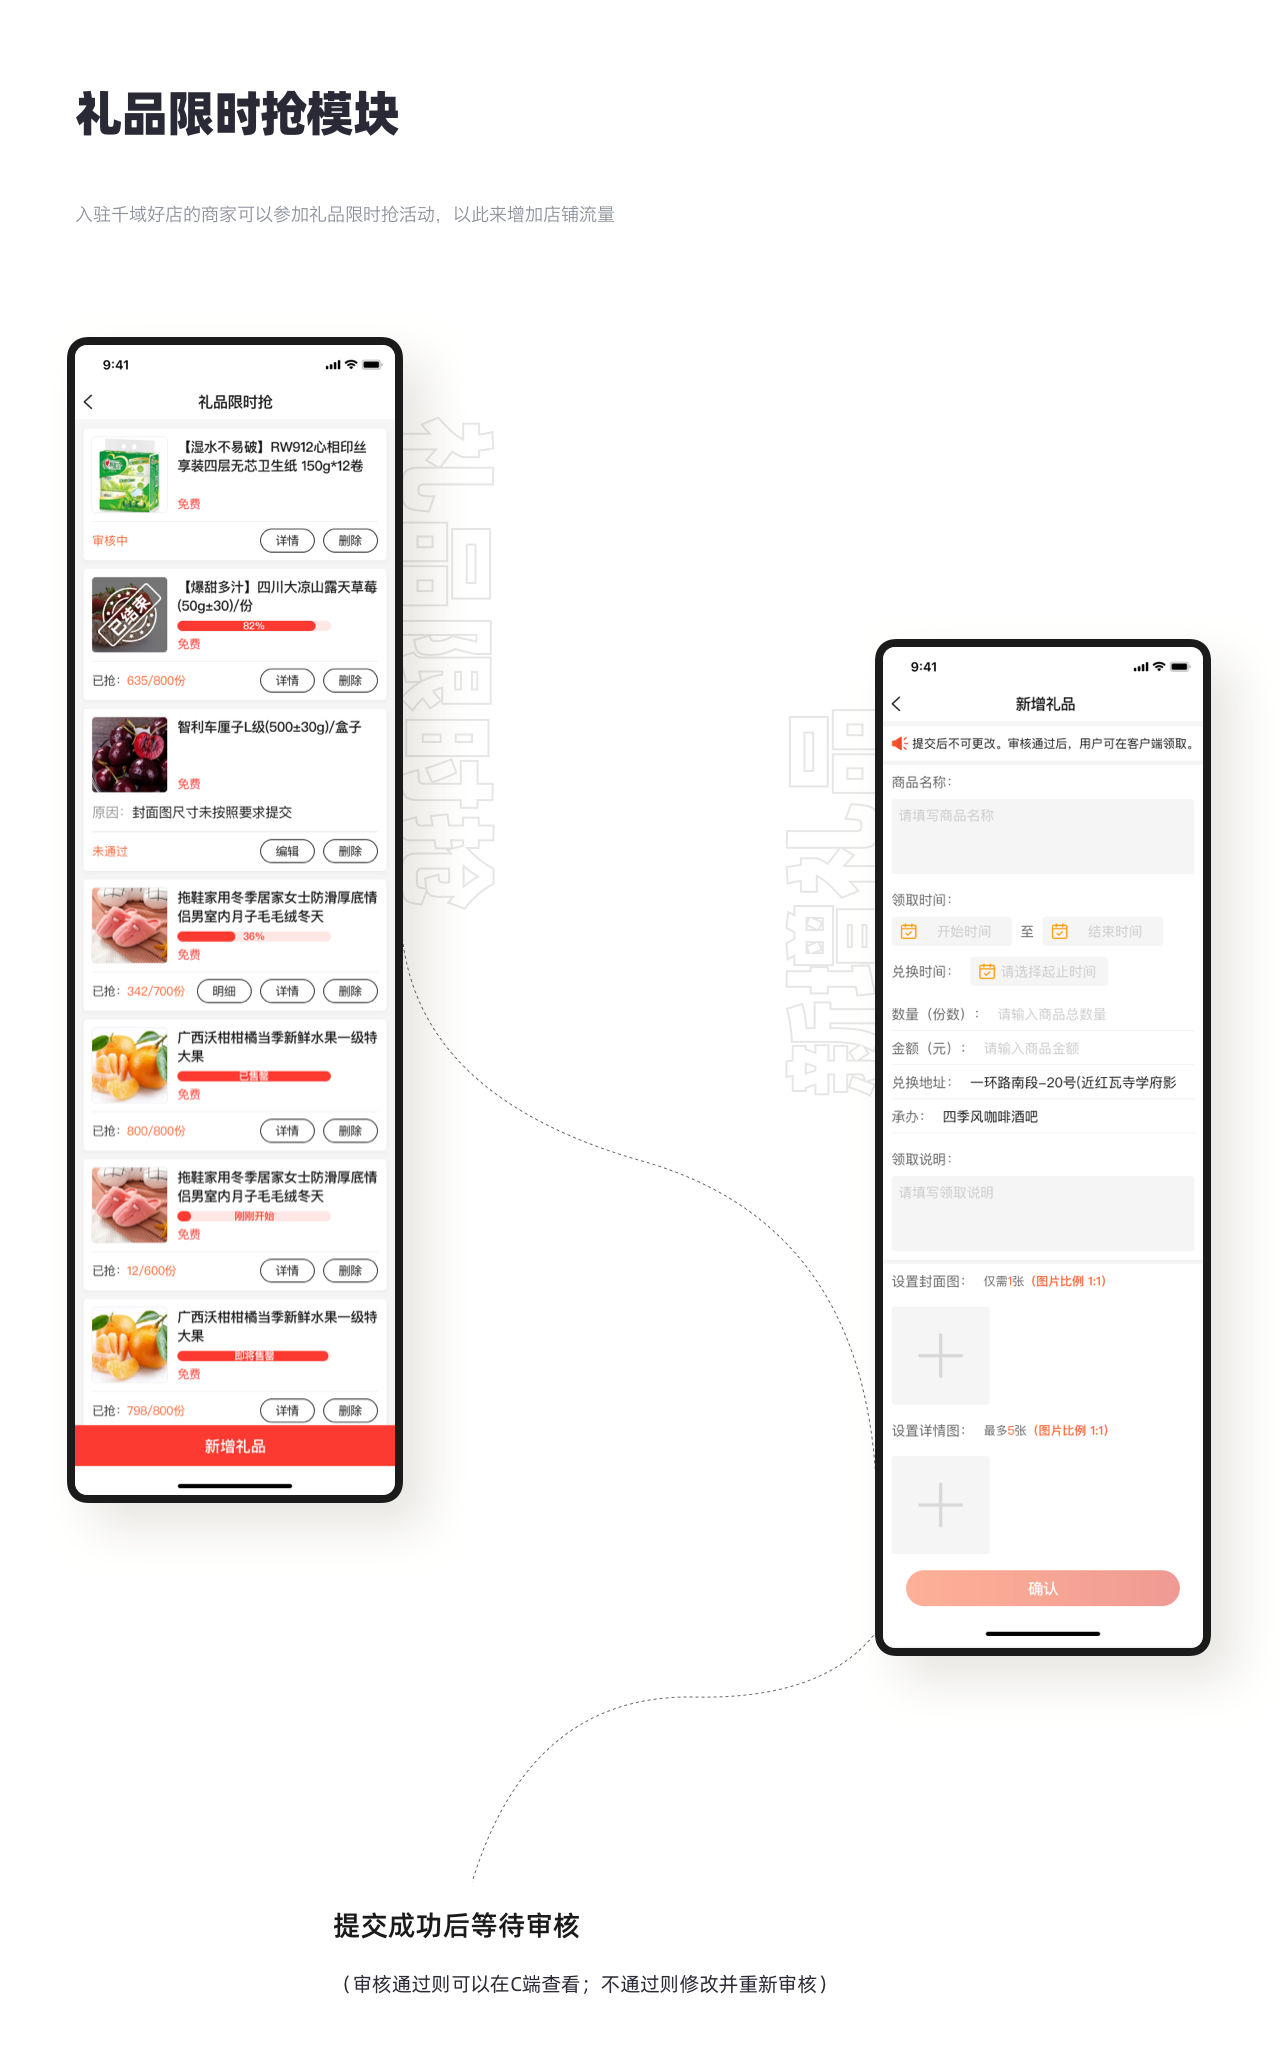 礼品限时抢模块
入驻千域好店的商家可以参加礼品限时抢活动，以此来增加店铺流量
9:41
礼品限时抢
【湿水不易破】RW912心相印丝
享装四层无芯卫生纸 150g*12卷
免费
审核中
详情
删除
【爆甜多汁】四川大凉山露天草莓
(50g±30)/份
已结束
82%
免费
已抢：635/800份
详情
删除
智利车厘子L级(500±30g)/盒子
免费
原因：封面图尺寸未按照要求提交
未通过
编辑
删除
拖鞋家用冬季居家女士防滑厚底情
侣男室内月子毛毛绒冬天
36%
免费
已抢：342/700份
明细
详情
删除
广西沃柑柑橘当季新鲜水果一级特
大果
已售罄
免费
已抢：800/800份
详情
删除
拖鞋家用冬季居家女士防滑厚底情
侣男室内月子毛毛绒冬天
刚刚开始
免费
已抢：12/600份
详情
删除
广西沃柑柑橘当季新鲜水果一级特
大果
即将售罄
免费
已抢：798/800份
详情
删除
新增礼品
礼品限时抢
新增礼品
9:41
新增礼品
提交后不可更改。审核通过后，用户可在客户端领取。
商品名称：
请填写商品名称
领取时间：
开始时间 至 结束时间
兑换时间： 请选择起止时间
数量（份数）： 请输入商品总数量
金额（元）： 请输入商品金额
兑换地址： 一环路南段-20号(近红瓦寺学府影
承办： 四季风咖啡酒吧
领取说明：
请填写领取说明
设置封面图： 仅需1张（图片比例 1:1）
设置详情图： 最多5张（图片比例 1:1）
确认
提交成功后等待审核
（审核通过则可以在C端查看；不通过则修改并重新审核）